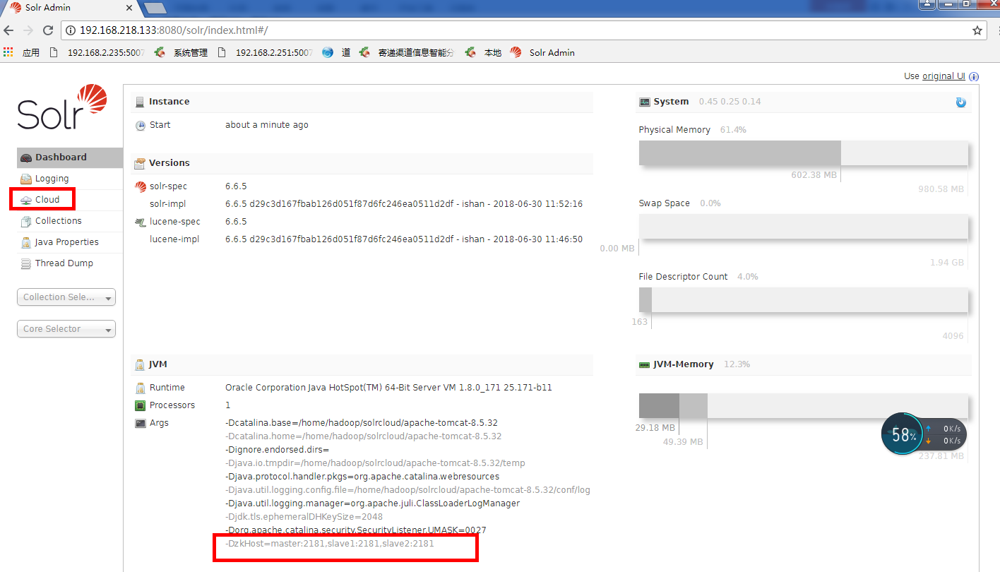 Solr Admin
192.168.218.133:8080/solr/index.html#/
应用 192.168.2.235:5007 系统管理 192.168.2.251:5007 道 寄递渠道信息智能分 本地 Solr Admin
Use original UI
Solr
Dashboard
Logging
Cloud
Collections
Java Properties
Thread Dump
Collection Sele...
Core Selector
Instance
Start about a minute ago
Versions
solr-spec 6.6.5
solr-impl 6.6.5 d29c3d167fbab126d051f87d6fc246ea0511d2df - ishan - 2018-06-30 11:52:16
lucene-spec 6.6.5
lucene-impl 6.6.5 d29c3d167fbab126d051f87d6fc246ea0511d2df - ishan - 2018-06-30 11:46:50
JVM
Runtime Oracle Corporation Java HotSpot(TM) 64-Bit Server VM 1.8.0_171 25.171-b11
Processors 1
Args -Dcatalina.base=/home/hadoop/solrcloud/apache-tomcat-8.5.32
-Dcatalina.home=/home/hadoop/solrcloud/apache-tomcat-8.5.32
-Dignore.endorsed.dirs=
-Djava.io.tmpdir=/home/hadoop/solrcloud/apache-tomcat-8.5.32/temp
-Djava.protocol.handler.pkgs=org.apache.catalina.webresources
-Djava.util.logging.config.file=/home/hadoop/solrcloud/apache-tomcat-8.5.32/conf/log
-Djava.util.logging.manager=org.apache.juli.ClassLoaderLogManager
-Djdk.tls.ephemeralDHKeySize=2048
-Dorg.apache.catalina.security.SecurityListener.UMASK=0027
-DzkHost=master:2181,slave1:2181,slave2:2181
System 0.45 0.25 0.14
Physical Memory 61.4%
602.38 MB
980.58 MB
Swap Space 0.0%
0.00 MB
1.94 GB
File Descriptor Count 4.0%
163
4096
JVM-Memory 12.3%
29.18 MB
49.39 MB
237.81 MB
58%
0K/s
0K/s